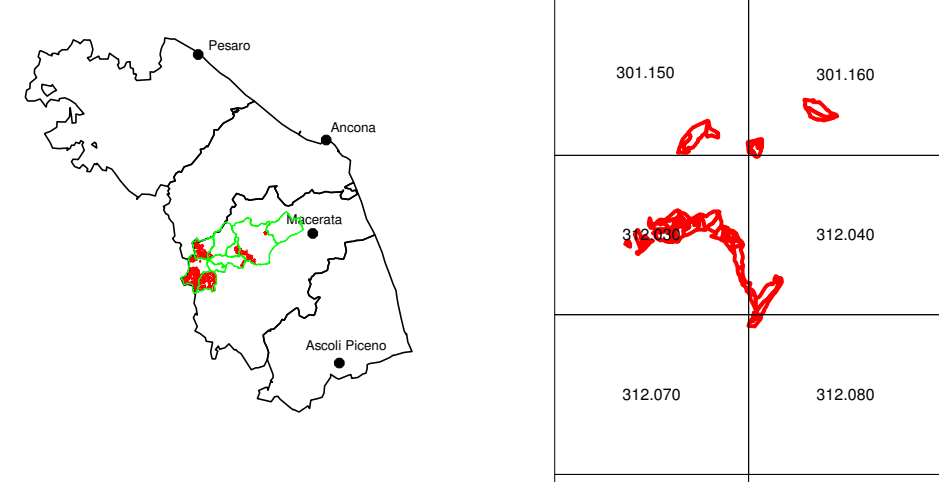 Pesaro
Ancona
Macerata
Ascoli Piceno
301.150
301.160
312.030
312.040
312.070
312.080